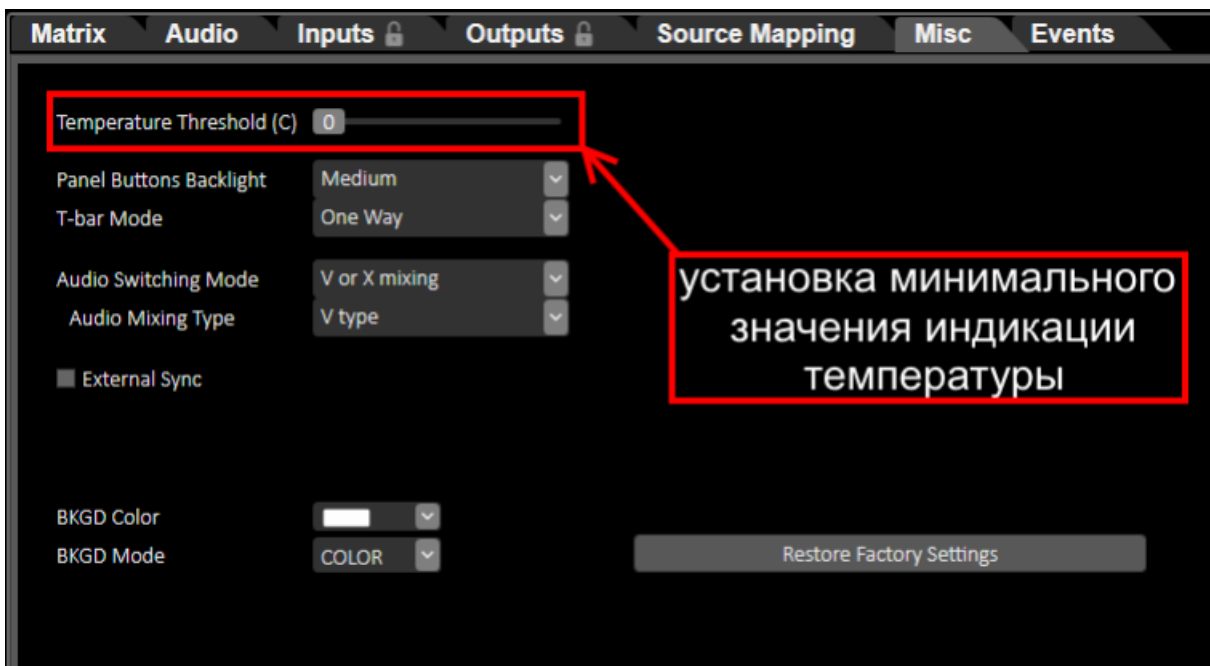 Matrix Audio Inputs Outputs Source Mapping Misc Events
Temperature Threshold (C) 0
Panel Buttons Backlight Medium
T-bar Mode One Way
Audio Switching Mode V or X mixing
Audio Mixing Type V type
установка минимального
значения индикации
температуры
External Sync
BKGD Color
BKGD Mode COLOR Restore Factory Settings